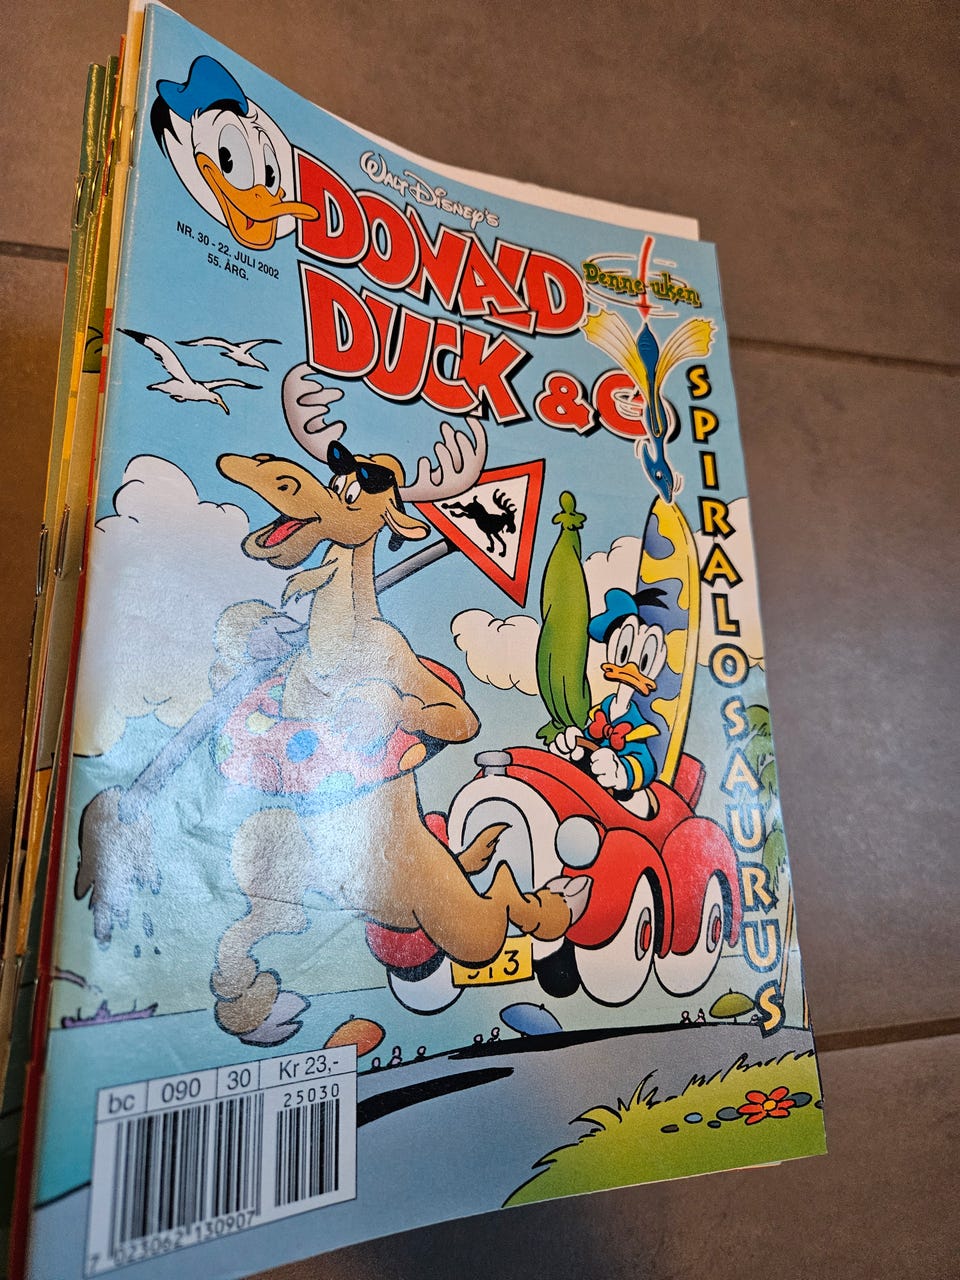 WALT DISNEY'S
DONALD
DUCK & C
NR. 30 - 22. JULI 2002
55. ÅRG.
Denne uken
SPIRALOSAURUS
313
bc 090 30 Kr 23,-
25030
7 023062 130907